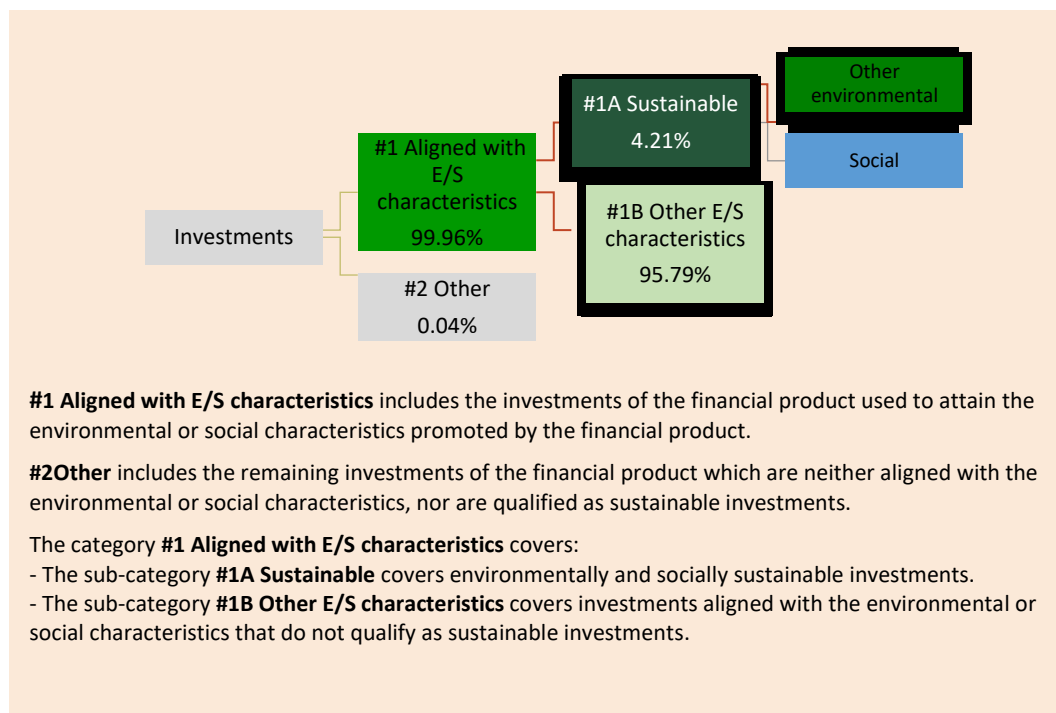 Investments
#1 Aligned with
E/S
characteristics
99.96%
#2 Other
0.04%
#1A Sustainable
4.21%
#1B Other E/S
characteristics
95.79%
Other
environmental
Social
#1 Aligned with E/S characteristics includes the investments of the financial product used to attain the
environmental or social characteristics promoted by the financial product.
#2Other includes the remaining investments of the financial product which are neither aligned with the
environmental or social characteristics, nor are qualified as sustainable investments.
The category #1 Aligned with E/S characteristics covers:
- The sub-category #1A Sustainable covers environmentally and socially sustainable investments.
- The sub-category #1B Other E/S characteristics covers investments aligned with the environmental or
social characteristics that do not qualify as sustainable investments.